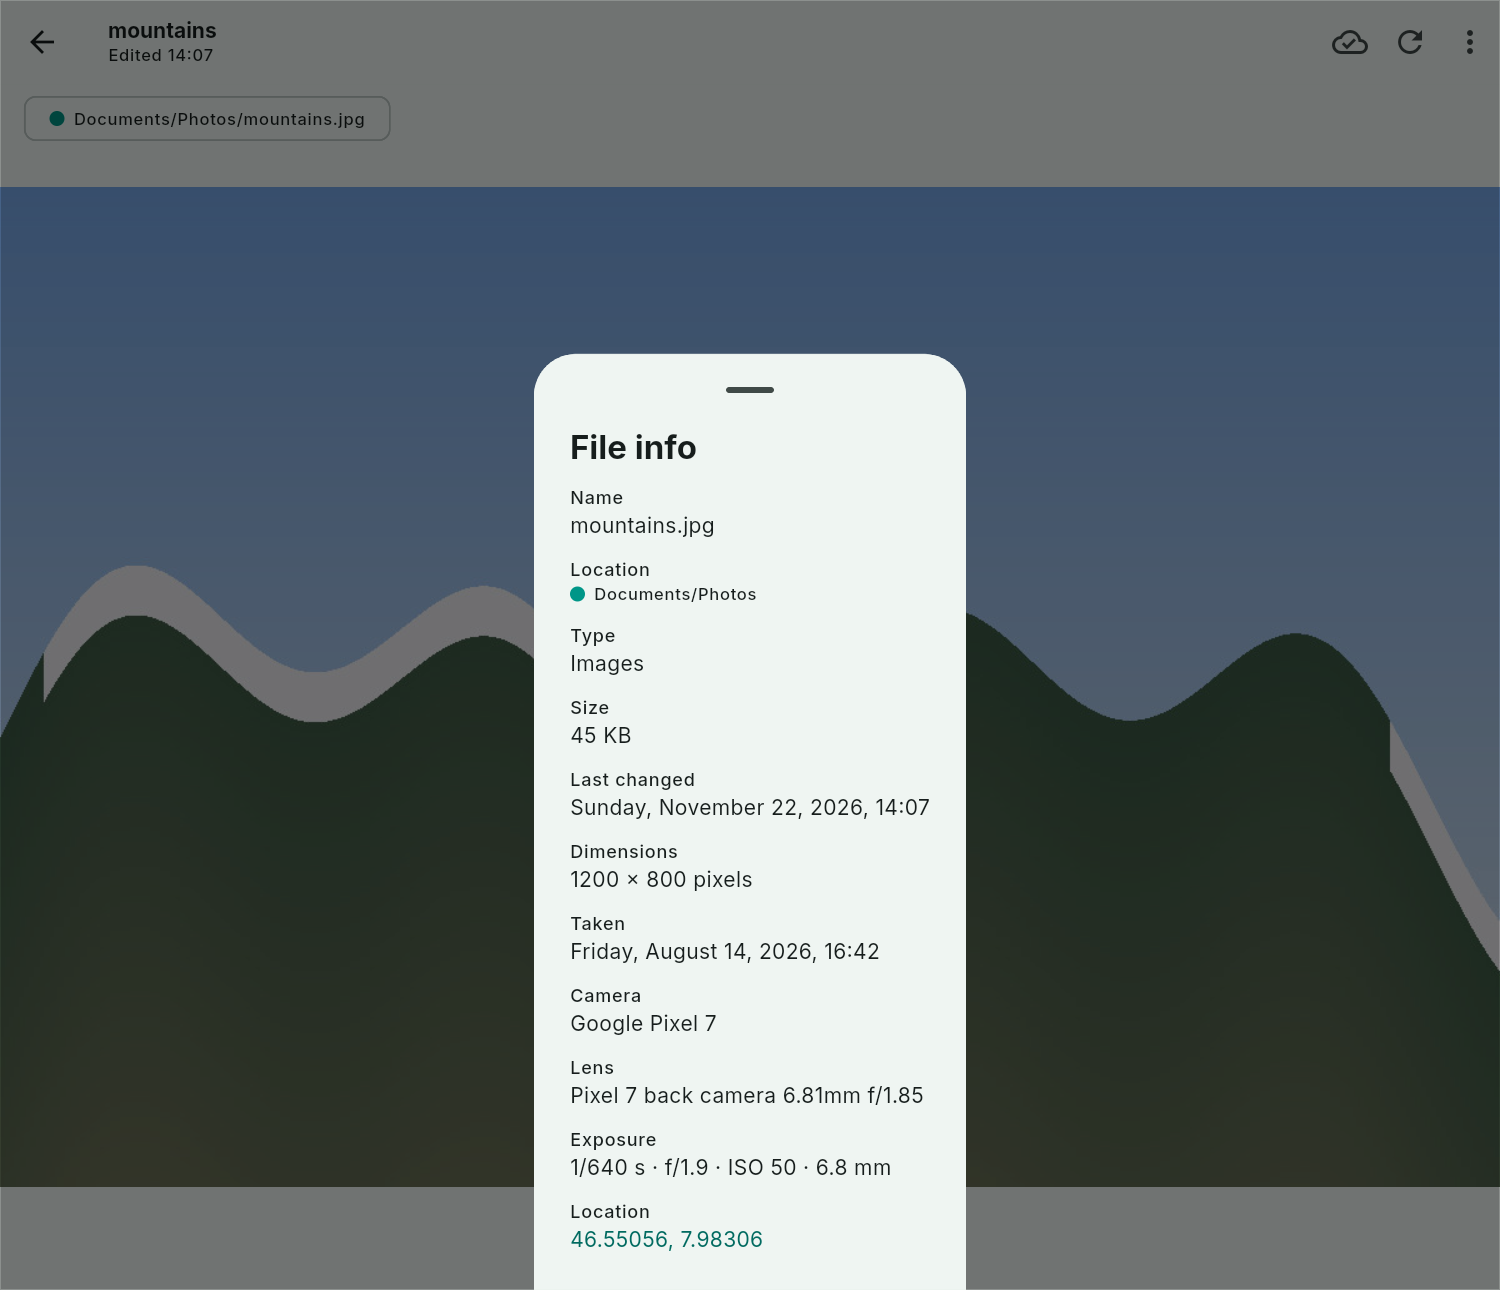 mountains
Edited 14:07
Documents/Photos/mountains.jpg
File info
Name
mountains.jpg
Location
Documents/Photos
Type
Images
Size
45 KB
Last changed
Sunday, November 22, 2026, 14:07
Dimensions
1200 × 800 pixels
Taken
Friday, August 14, 2026, 16:42
Camera
Google Pixel 7
Lens
Pixel 7 back camera 6.81mm f/1.85
Exposure
1/640 s · f/1.9 · ISO 50 · 6.8 mm
Location
46.55056, 7.98306